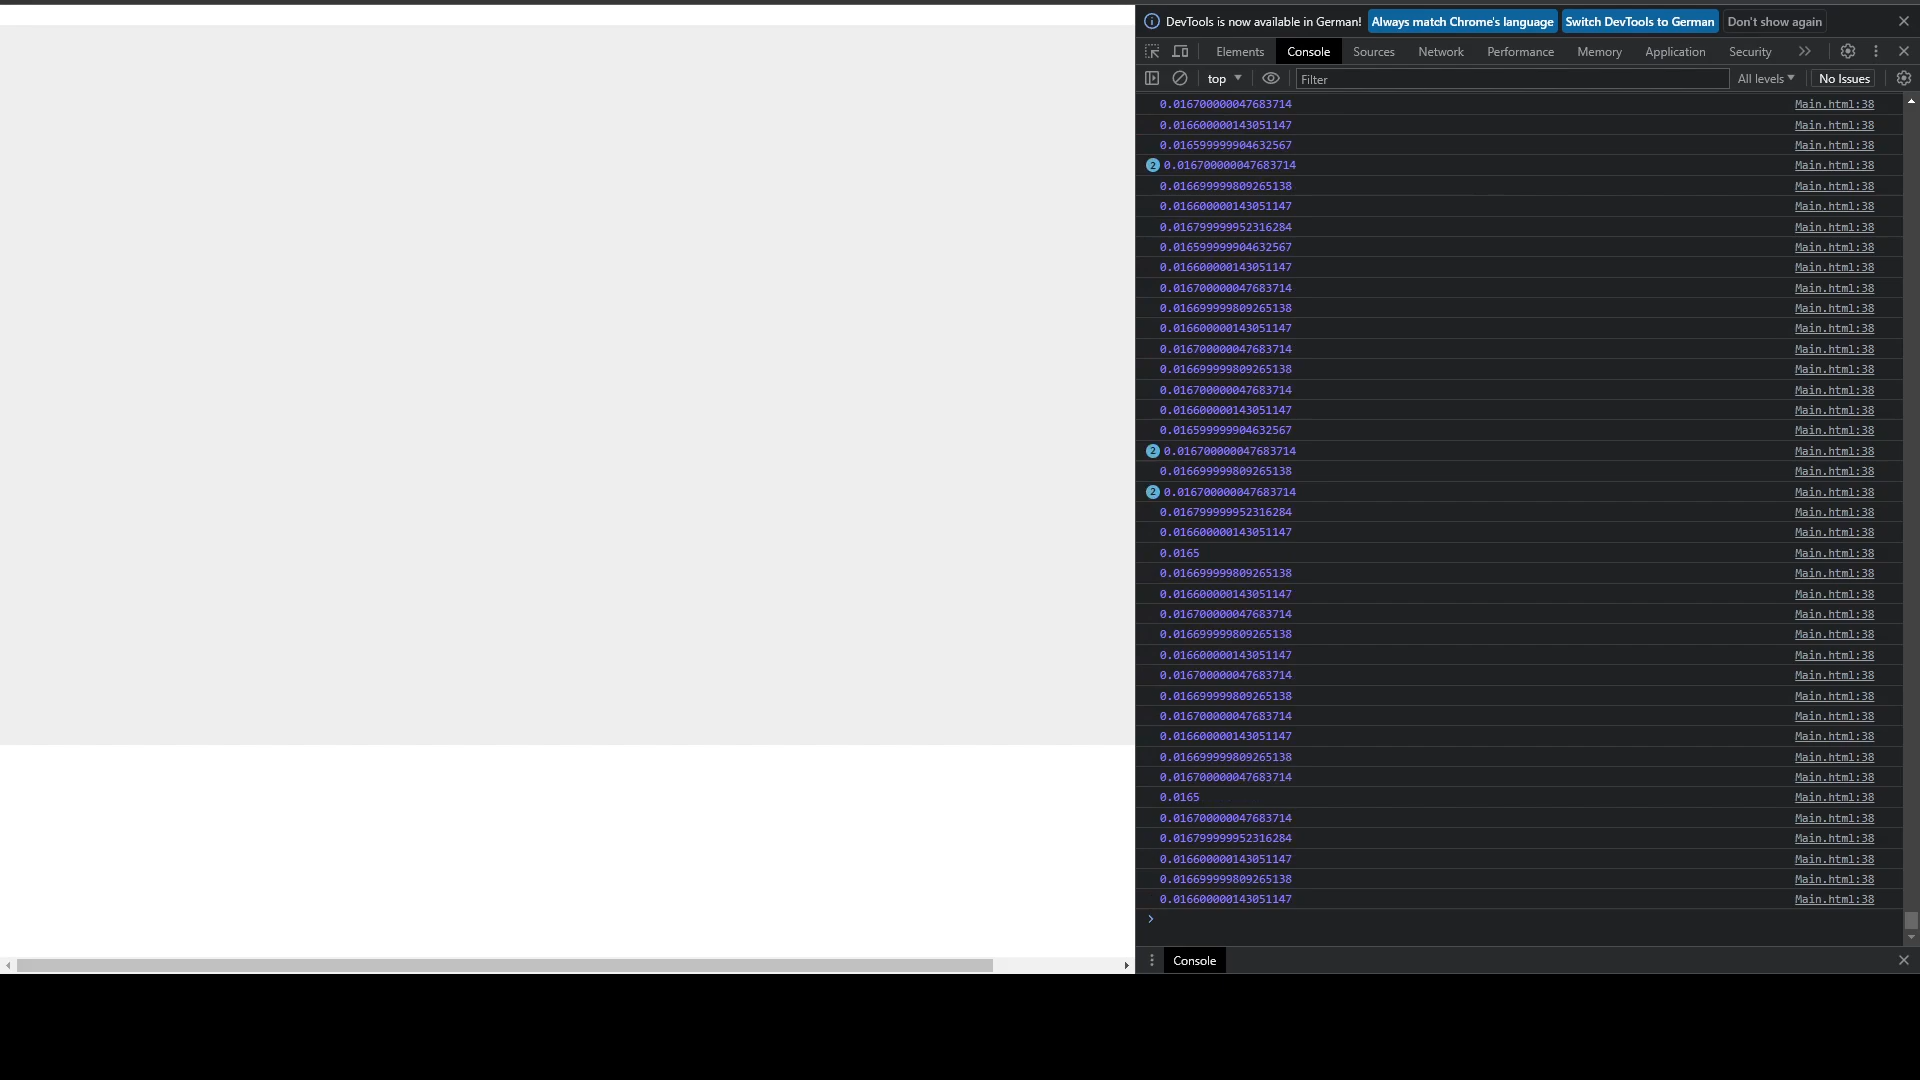 DevTools is now available in German! Always match Chrome's language Switch DevTools to German Don't show again
Elements Console Sources Network Performance Memory Application Security
top Filter All levels No Issues
0.016700000047683714 Main.html:38
0.016600000143051147 Main.html:38
0.016599999904632567 Main.html:38
2 0.016700000047683714 Main.html:38
0.016699999809265138 Main.html:38
0.016600000143051147 Main.html:38
0.016799999952316284 Main.html:38
0.016599999904632567 Main.html:38
0.016600000143051147 Main.html:38
0.016700000047683714 Main.html:38
0.016699999809265138 Main.html:38
0.016600000143051147 Main.html:38
0.016700000047683714 Main.html:38
0.016699999809265138 Main.html:38
0.016700000047683714 Main.html:38
0.016600000143051147 Main.html:38
0.016599999904632567 Main.html:38
2 0.016700000047683714 Main.html:38
0.016699999809265138 Main.html:38
2 0.016700000047683714 Main.html:38
0.016799999952316284 Main.html:38
0.016600000143051147 Main.html:38
0.0165 Main.html:38
0.016699999809265138 Main.html:38
0.016600000143051147 Main.html:38
0.016700000047683714 Main.html:38
0.016699999809265138 Main.html:38
0.016600000143051147 Main.html:38
0.016700000047683714 Main.html:38
0.016699999809265138 Main.html:38
0.016700000047683714 Main.html:38
0.016600000143051147 Main.html:38
0.016699999809265138 Main.html:38
0.016700000047683714 Main.html:38
0.0165 Main.html:38
0.016700000047683714 Main.html:38
0.016799999952316284 Main.html:38
0.016600000143051147 Main.html:38
0.016699999809265138 Main.html:38
0.016600000143051147 Main.html:38
Console